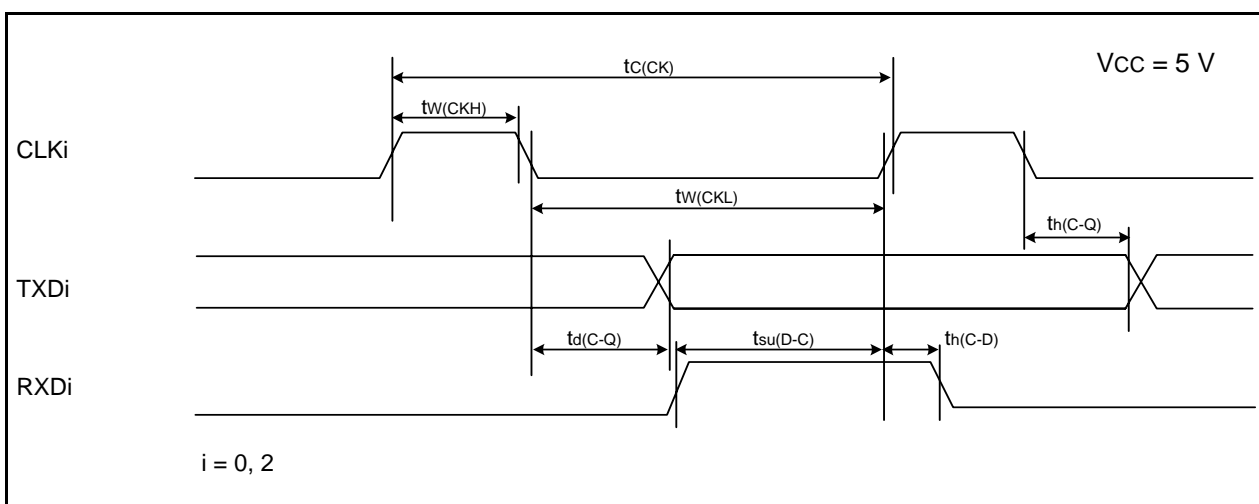 VCC = 5 V
tC(CK)
tW(CKH)
CLKi
tW(CKL)
th(C-Q)
TXDi
td(C-Q)
tsu(D-C)
th(C-D)
RXDi
i = 0, 2